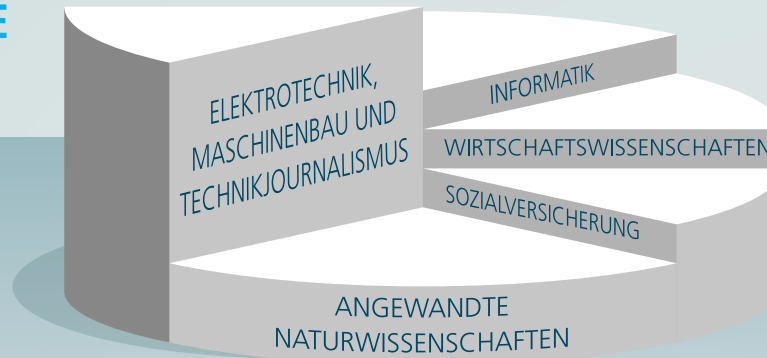 E
ELEKTROTECHNIK,
MASCHINENBAU UND
TECHNIKJOURNALISMUS
INFORMATIK
WIRTSCHAFTSWISSENSCHAFTEN
SOZIALVERSICHERUNG
ANGEWANDTE
NATURWISSENSCHAFTEN